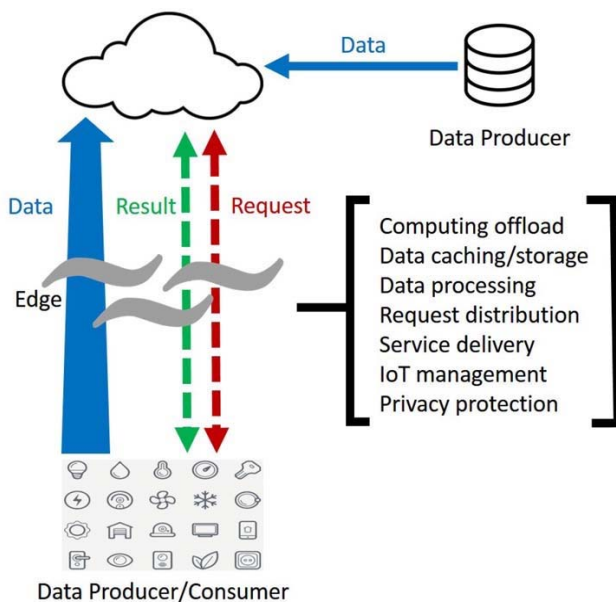 Data
Data Producer
Data
Result
Request
Edge
Computing offload
Data caching/storage
Data processing
Request distribution
Service delivery
IoT management
Privacy protection
Data Producer/Consumer